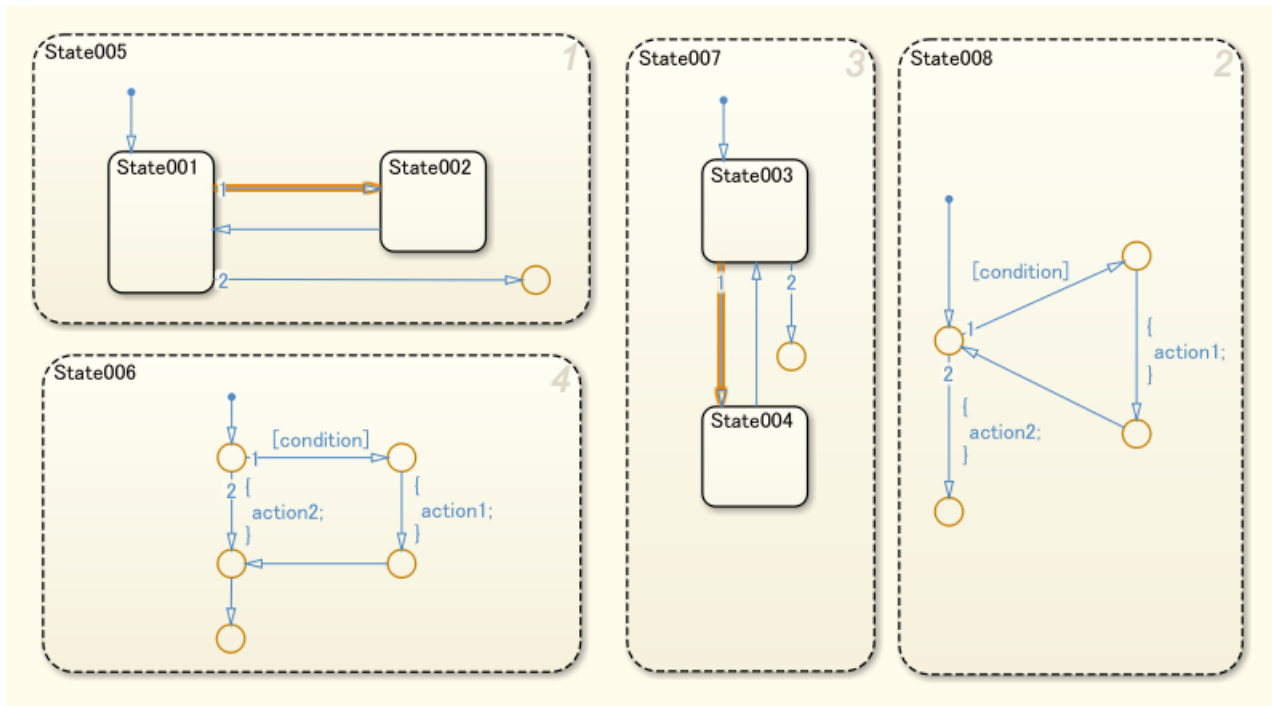 State005
1
State001
State002
1
2
State006
4
[condition]
1
2
{
action2;
}
{
action1;
}
State007
3
State003
1
2
State004
State008
2
[condition]
1
{
action1;
}
2
{
action2;
}